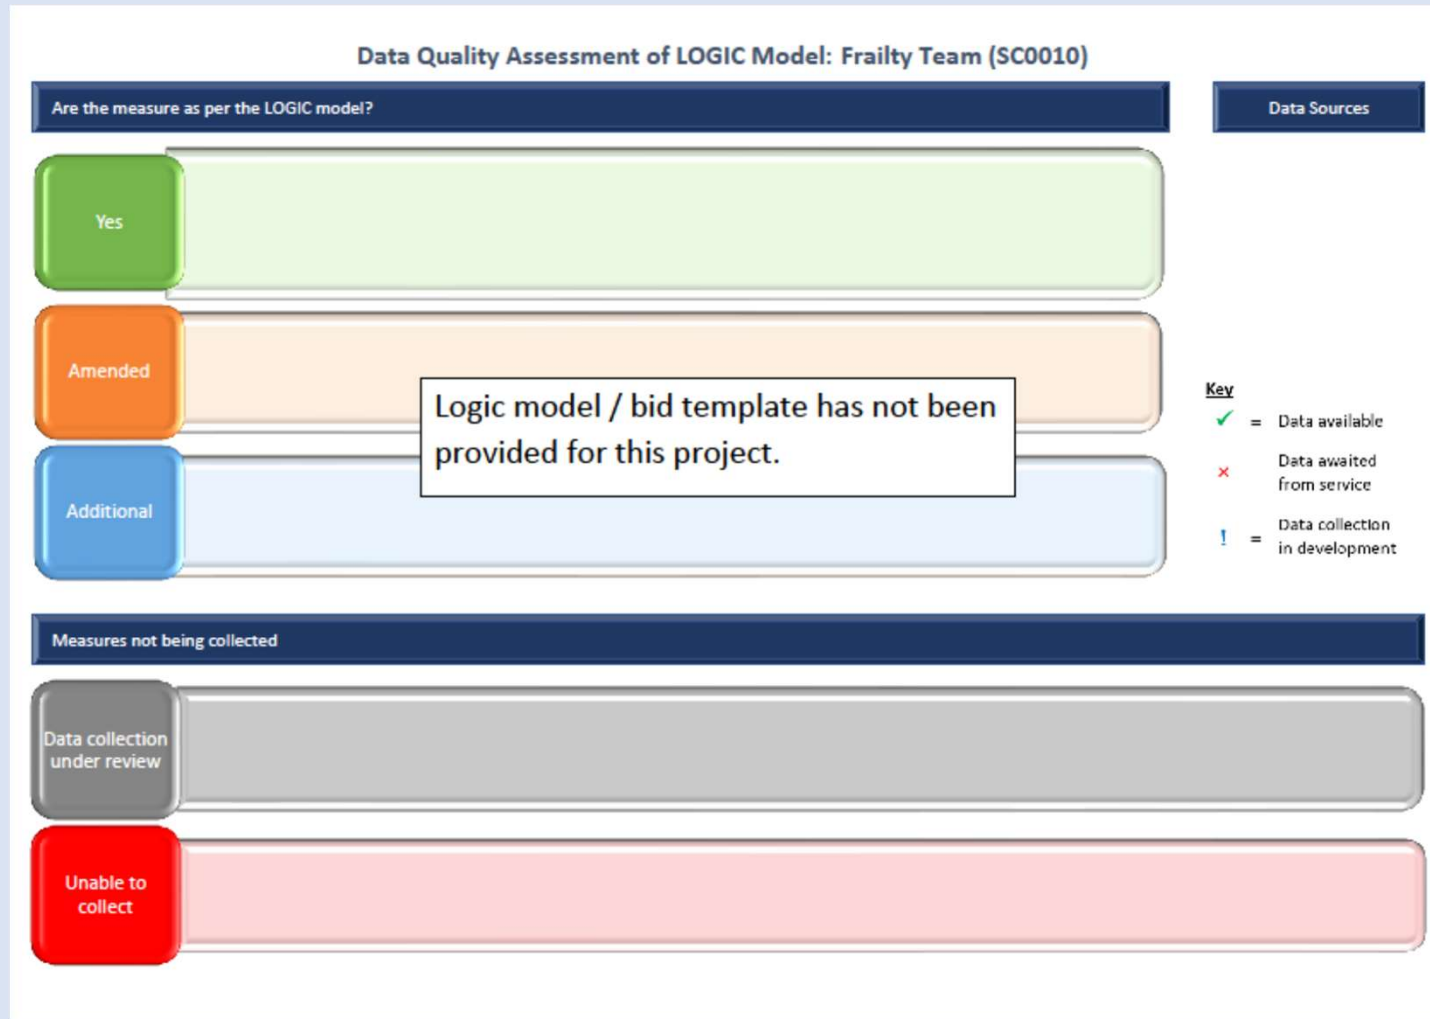 Data Quality Assessment of LOGIC Model: Frailty Team (SC0010)
Are the measure as per the LOGIC model?
Data Sources
Yes
Amended
Logic model / bid template has not been
provided for this project.
Additional
Key
✓ = Data available
× Data awaited
from service
! = Data collection
in development
Measures not being collected
Data collection
under review
Unable to
collect